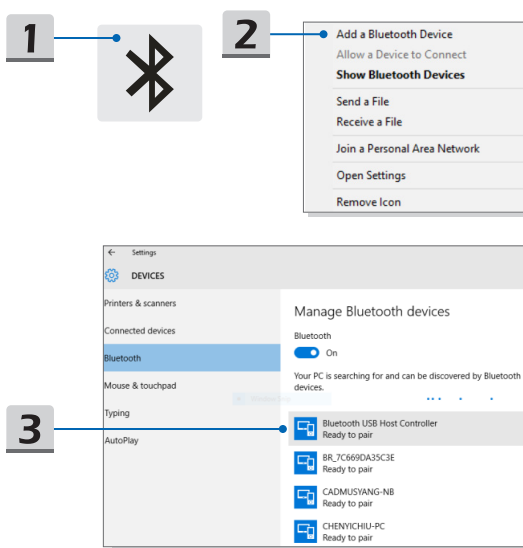 1
2
Add a Bluetooth Device
Allow a Device to Connect
Show Bluetooth Devices
Send a File
Receive a File
Join a Personal Area Network
Open Settings
Remove Icon
Settings
DEVICES
Printers & scanners
Connected devices
Bluetooth
Mouse & touchpad
Typing
AutoPlay
Manage Bluetooth devices
Bluetooth
On
Your PC is searching for and can be discovered by Bluetooth
devices.
3
Bluetooth USB Host Controller
Ready to pair
BR_7C669DA35C3E
Ready to pair
CADMUSYANG-NB
Ready to pair
CHENYICHIU-PC
Ready to pair